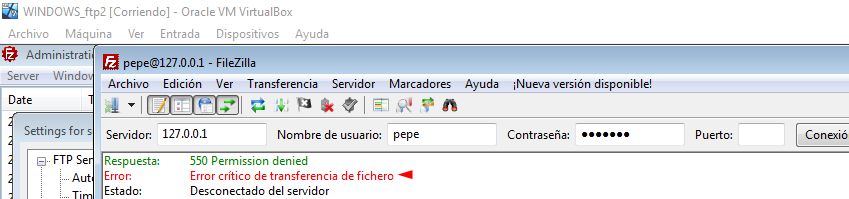 WINDOWS_ftp2 [Corriendo] - Oracle VM VirtualBox
Archivo Máquina Ver Entrada Dispositivos Ayuda
Administratio
pepe@127.0.0.1 - FileZilla
Server Window
Archivo Edición Ver Transferencia Servidor Marcadores Ayuda ¡Nueva versión disponible!
Date
Settings for s
Servidor: 127.0.0.1 Nombre de usuario: pepe Contraseña: ●●●●●●● Puerto: Conexió
FTP Serv
Respuesta: 550 Permission denied
Auto
Error: Error crítico de transferencia de fichero
Tim
Estado: Desconectado del servidor